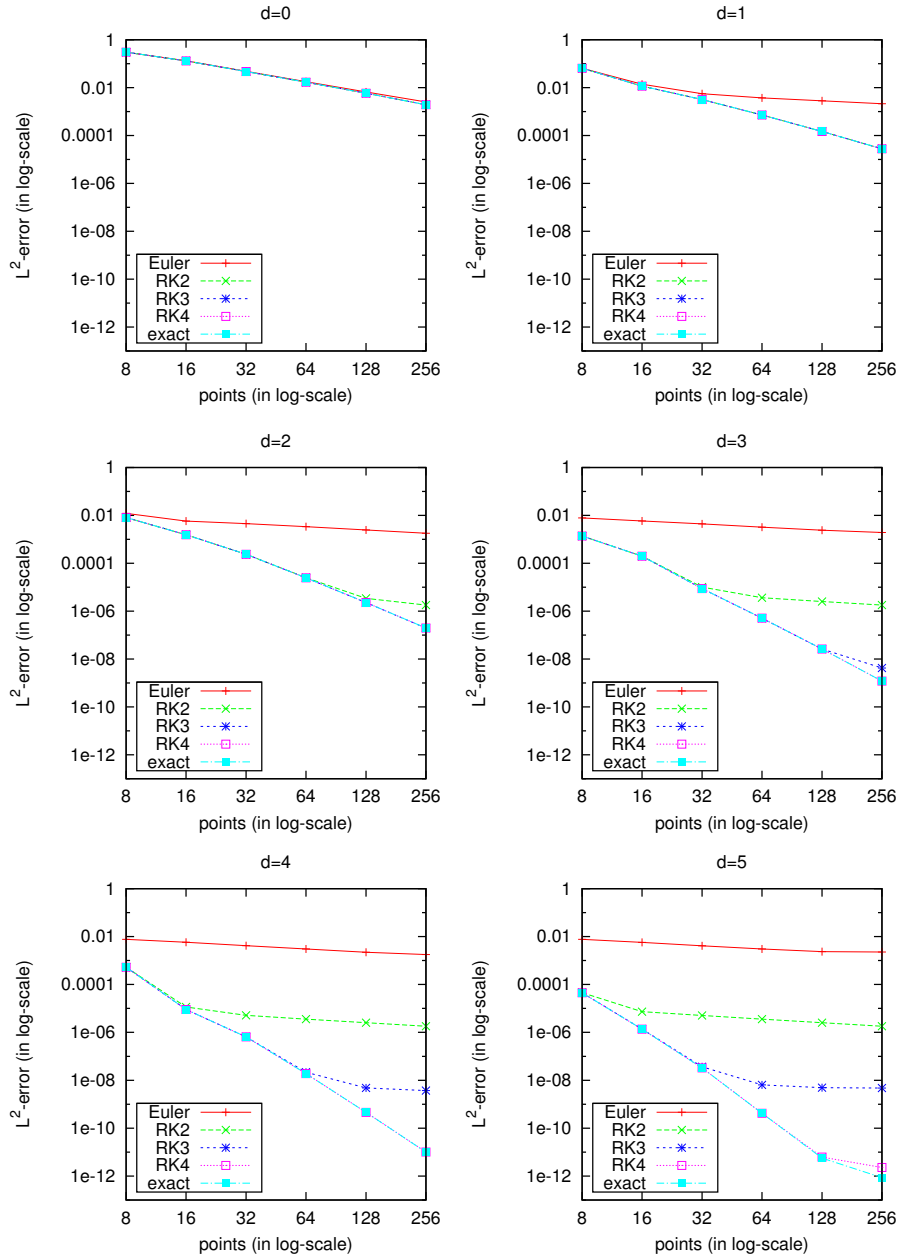 d=0
1
0.01
0.0001
1e-06
1e-08
1e-10
1e-12
L²-error (in log-scale)
Euler
RK2
RK3
RK4
exact
8 16 32 64 128 256
points (in log-scale)
d=1
1
0.01
0.0001
1e-06
1e-08
1e-10
1e-12
L²-error (in log-scale)
Euler
RK2
RK3
RK4
exact
8 16 32 64 128 256
points (in log-scale)
d=2
1
0.01
0.0001
1e-06
1e-08
1e-10
1e-12
L²-error (in log-scale)
Euler
RK2
RK3
RK4
exact
8 16 32 64 128 256
points (in log-scale)
d=3
1
0.01
0.0001
1e-06
1e-08
1e-10
1e-12
L²-error (in log-scale)
Euler
RK2
RK3
RK4
exact
8 16 32 64 128 256
points (in log-scale)
d=4
1
0.01
0.0001
1e-06
1e-08
1e-10
1e-12
L²-error (in log-scale)
Euler
RK2
RK3
RK4
exact
8 16 32 64 128 256
points (in log-scale)
d=5
1
0.01
0.0001
1e-06
1e-08
1e-10
1e-12
L²-error (in log-scale)
Euler
RK2
RK3
RK4
exact
8 16 32 64 128 256
points (in log-scale)